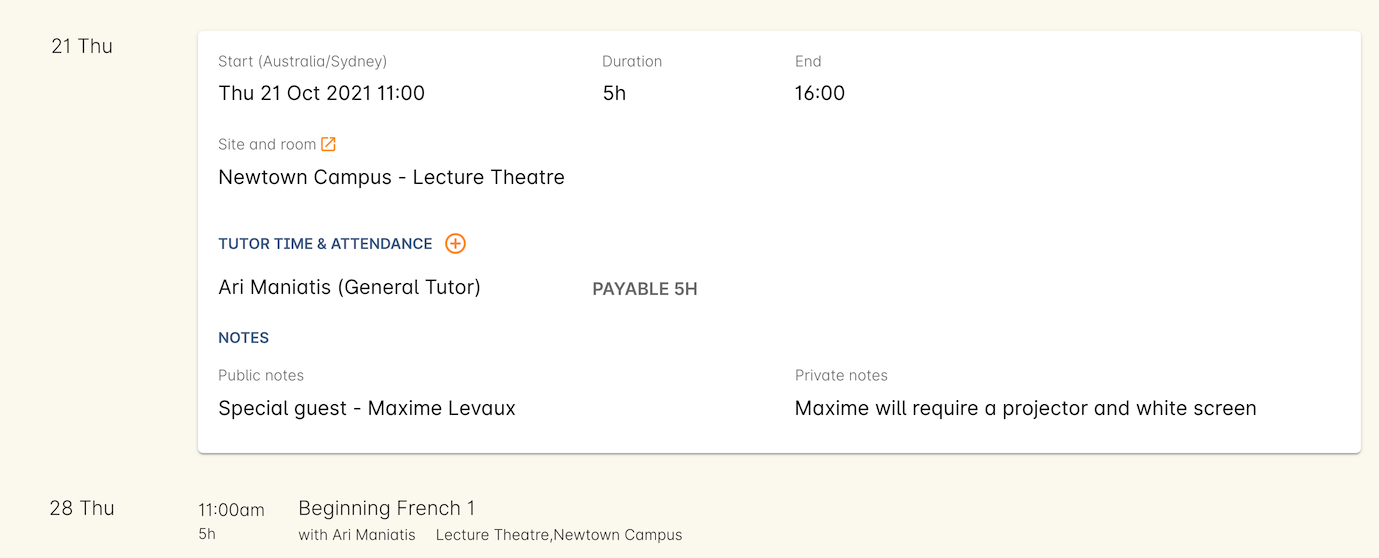 21 Thu
Start (Australia/Sydney) Duration End
Thu 21 Oct 2021 11:00 5h 16:00
Site and room
Newtown Campus - Lecture Theatre
TUTOR TIME & ATTENDANCE
Ari Maniatis (General Tutor) PAYABLE 5H
NOTES
Public notes Private notes
Special guest - Maxime Levaux Maxime will require a projector and white screen
28 Thu 11:00am Beginning French 1
5h with Ari Maniatis Lecture Theatre,Newtown Campus